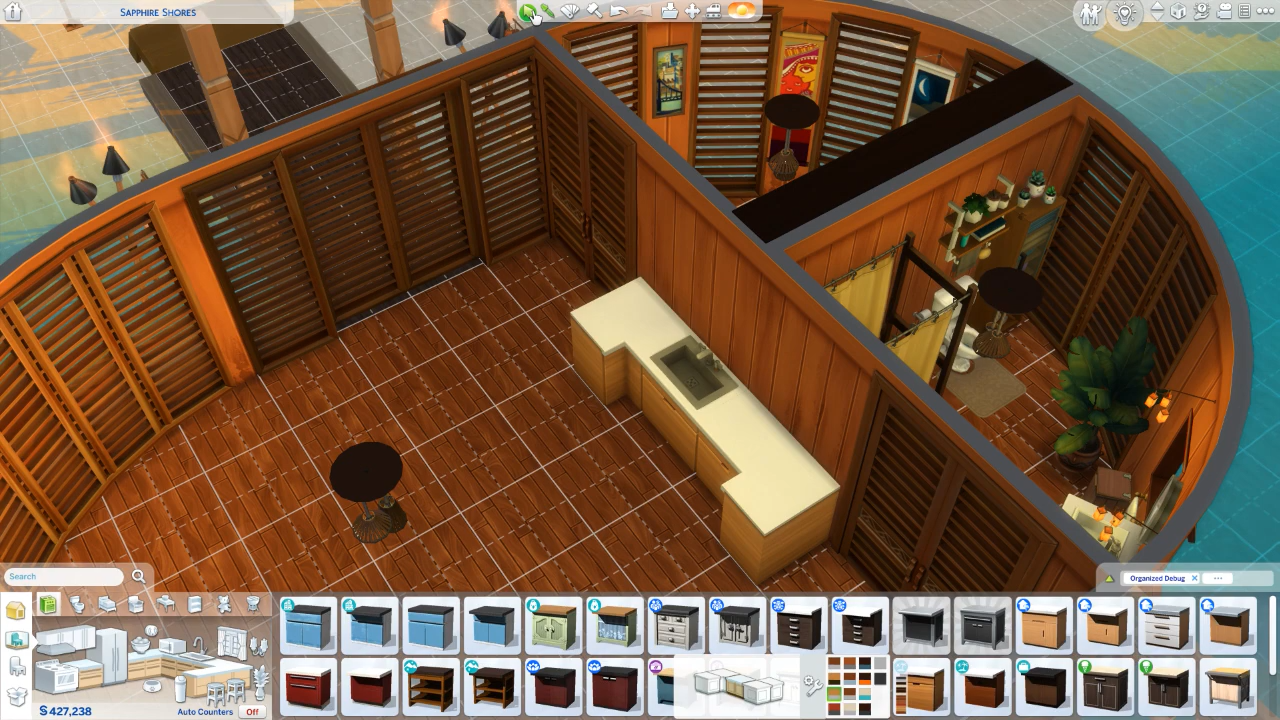 SAPPHIRE SHORES
Search
Organized Debug
§427,238
Auto Counters Off